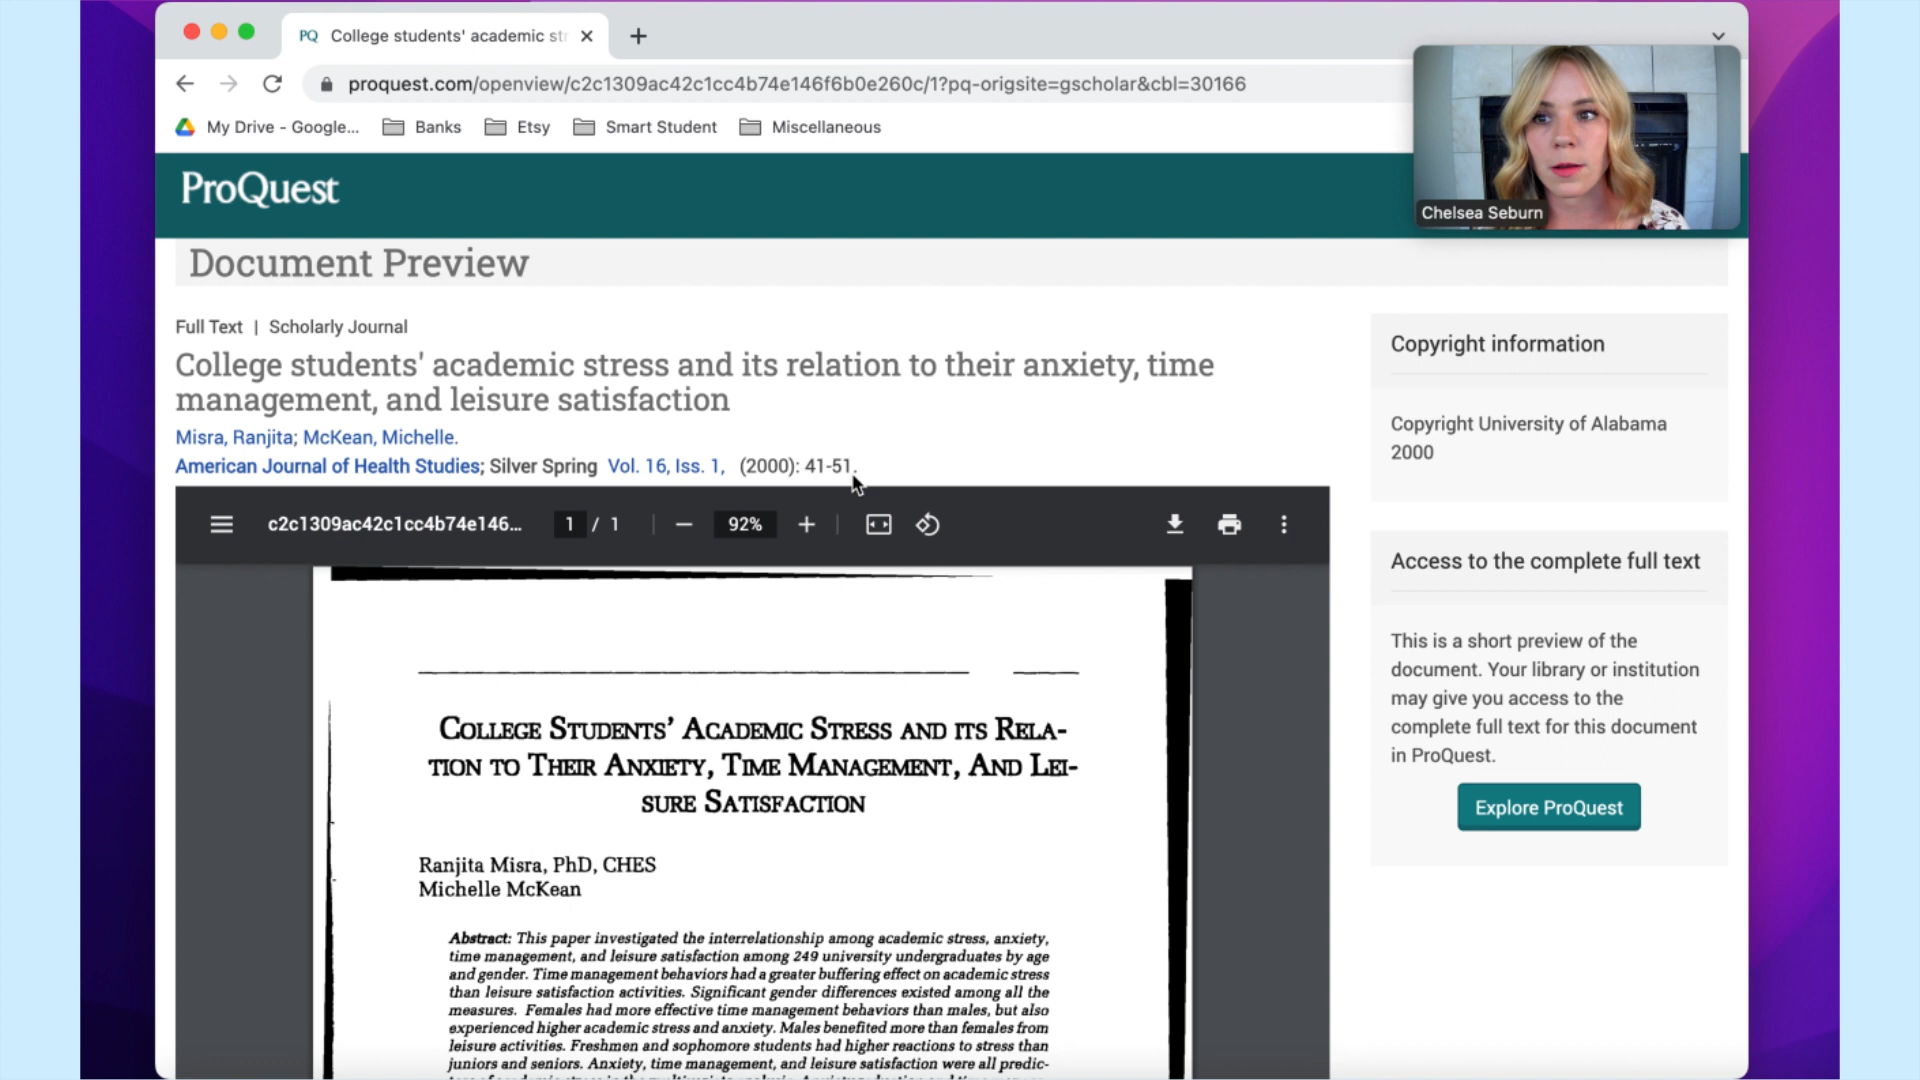 PQ College students' academic str
proquest.com/openview/c2c1309ac42c1cc4b74e146f6b0e260c/1?pq-origsite=gscholar&cbl=30166
My Drive - Google... Banks Etsy Smart Student Miscellaneous
ProQuest
Chelsea Seburn
Document Preview
Full Text | Scholarly Journal
College students' academic stress and its relation to their anxiety, time
management, and leisure satisfaction
Misra, Ranjita; McKean, Michelle.
American Journal of Health Studies; Silver Spring Vol. 16, Iss. 1, (2000): 41-51.
c2c1309ac42c1cc4b74e146... 1 / 1 92%
COLLEGE STUDENTS' ACADEMIC STRESS AND ITS RELA-
TION TO THEIR ANXIETY, TIME MANAGEMENT, AND LEI-
SURE SATISFACTION
Ranjita Misra, PhD, CHES
Michelle McKean
Abstract: This paper investigated the interrelationship among academic stress, anxiety,
time management, and leisure satisfaction among 249 university undergraduates by age
and gender. Time management behaviors had a greater buffering effect on academic stress
than leisure satisfaction activities. Significant gender differences existed among all the
measures. Females had more effective time management behaviors than males, but also
experienced higher academic stress and anxiety. Males benefited more than females from
leisure activities. Freshmen and sophomore students had higher reactions to stress than
juniors and seniors. Anxiety, time management, and leisure satisfaction were all predic-
Copyright information
Copyright University of Alabama
2000
Access to the complete full text
This is a short preview of the
document. Your library or institution
may give you access to the
complete full text for this document
in ProQuest.
Explore ProQuest